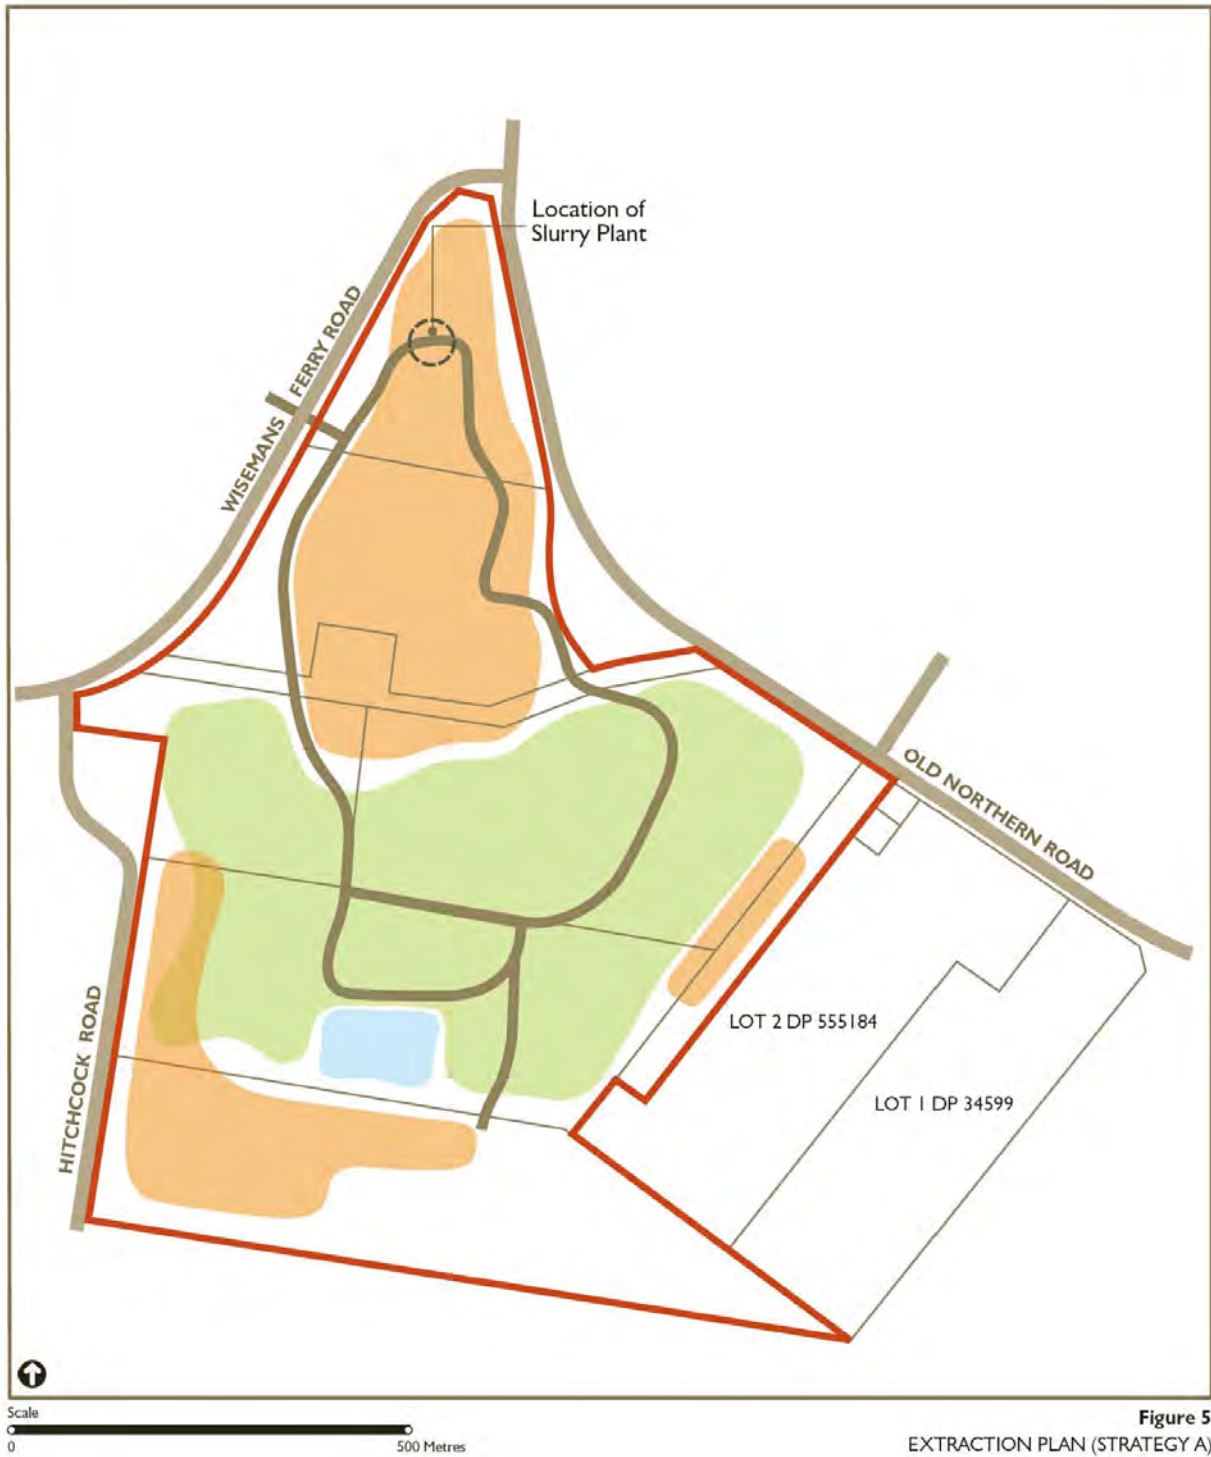 Location of
Slurry Plant
WISEMANS FERRY ROAD
OLD NORTHERN ROAD
HITCHCOCK ROAD
LOT 2 DP 555184
LOT 1 DP 34599
Scale
0 500 Metres
Figure 5
EXTRACTION PLAN (STRATEGY A)